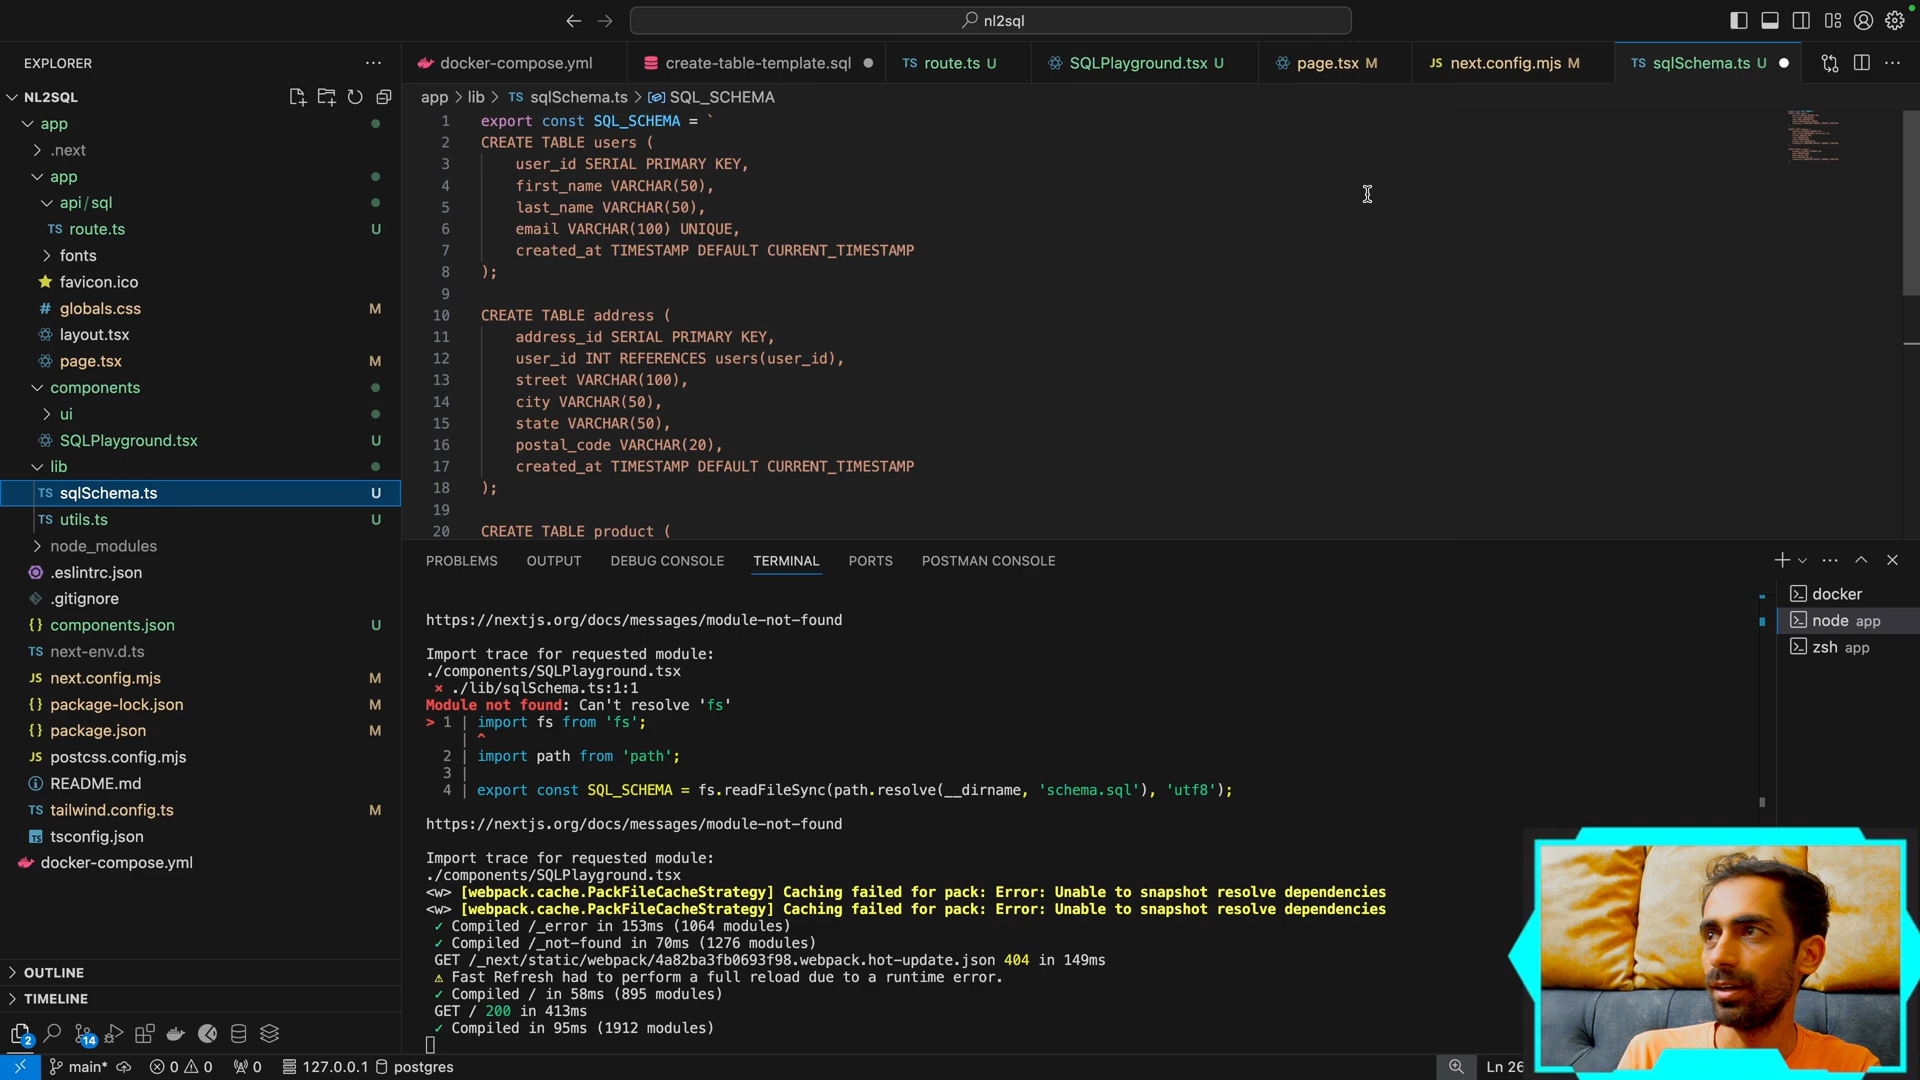 nl2sql
EXPLORER
NL2SQL
app
.next
app
api/sql
TS route.ts U
fonts
favicon.ico
# globals.css M
layout.tsx
page.tsx M
components
ui
SQLPlayground.tsx U
lib
TS sqlSchema.ts U
TS utils.ts U
node_modules
.eslintrc.json
.gitignore
{} components.json U
TS next-env.d.ts
JS next.config.mjs M
{} package-lock.json M
{} package.json M
JS postcss.config.mjs
README.md
TS tailwind.config.ts M
TS tsconfig.json
docker-compose.yml
OUTLINE
TIMELINE
2
14
docker-compose.yml
create-table-template.sql
TS route.ts U
SQLPlayground.tsx U
page.tsx M
JS next.config.mjs M
TS sqlSchema.ts U
app > lib > TS sqlSchema.ts > SQL_SCHEMA
1 export const SQL_SCHEMA = `
2 CREATE TABLE users (
3 user_id SERIAL PRIMARY KEY,
4 first_name VARCHAR(50),
5 last_name VARCHAR(50),
6 email VARCHAR(100) UNIQUE,
7 created_at TIMESTAMP DEFAULT CURRENT_TIMESTAMP
8 );
9
10 CREATE TABLE address (
11 address_id SERIAL PRIMARY KEY,
12 user_id INT REFERENCES users(user_id),
13 street VARCHAR(100),
14 city VARCHAR(50),
15 state VARCHAR(50),
16 postal_code VARCHAR(20),
17 created_at TIMESTAMP DEFAULT CURRENT_TIMESTAMP
18 );
19
20 CREATE TABLE product (
PROBLEMS OUTPUT DEBUG CONSOLE TERMINAL PORTS POSTMAN CONSOLE
docker
node app
zsh app
https://nextjs.org/docs/messages/module-not-found
Import trace for requested module:
./components/SQLPlayground.tsx
× ./lib/sqlSchema.ts:1:1
Module not found: Can't resolve 'fs'
> 1 | import fs from 'fs';
| ^
2 | import path from 'path';
3 |
4 | export const SQL_SCHEMA = fs.readFileSync(path.resolve(__dirname, 'schema.sql'), 'utf8');
https://nextjs.org/docs/messages/module-not-found
Import trace for requested module:
./components/SQLPlayground.tsx
<w> [webpack.cache.PackFileCacheStrategy] Caching failed for pack: Error: Unable to snapshot resolve dependencies
<w> [webpack.cache.PackFileCacheStrategy] Caching failed for pack: Error: Unable to snapshot resolve dependencies
✓ Compiled /_error in 153ms (1064 modules)
✓ Compiled /_not-found in 70ms (1276 modules)
GET /_next/static/webpack/4a82ba3fb0693f98.webpack.hot-update.json 404 in 149ms
⚠ Fast Refresh had to perform a full reload due to a runtime error.
✓ Compiled / in 58ms (895 modules)
GET / 200 in 413ms
✓ Compiled in 95ms (1912 modules)
main* 0 0 0 127.0.0.1 postgres
Ln 26